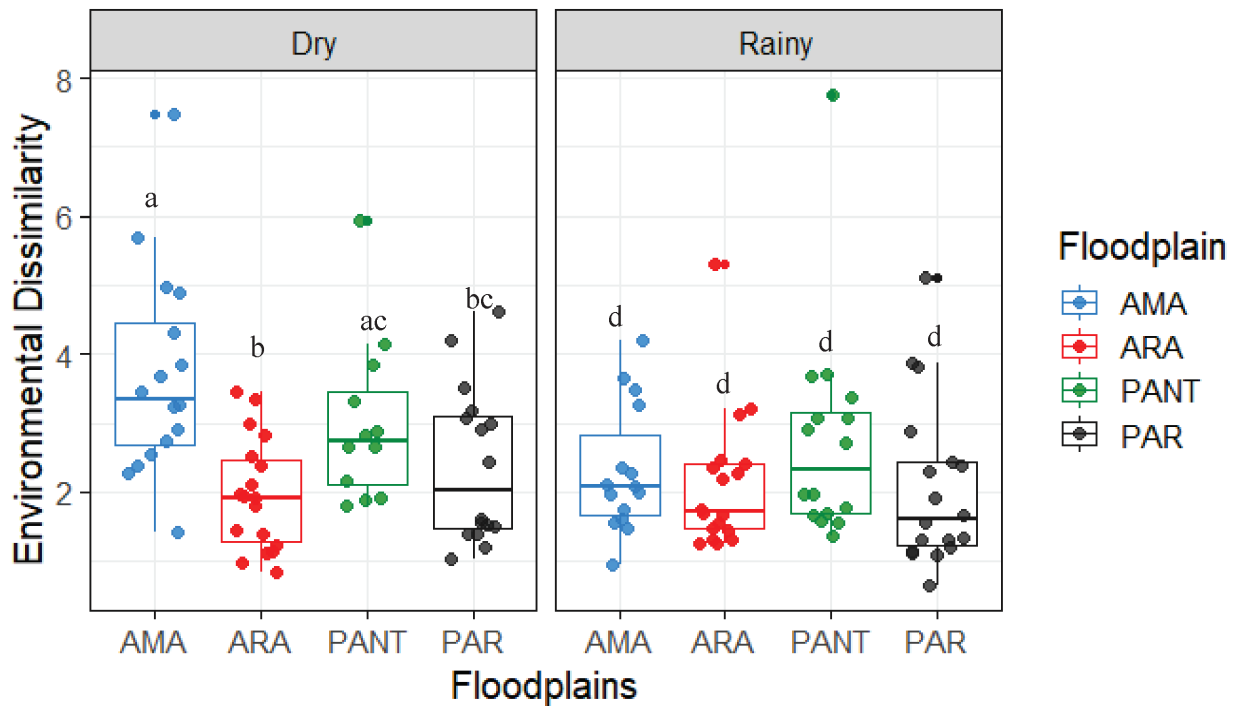 Dry
Rainy
Environmental Dissimilarity
8
6
4
2
a
b
ac
bc
d
d
d
d
AMA
ARA
PANT
PAR
AMA
ARA
PANT
PAR
Floodplains
Floodplain
AMA
ARA
PANT
PAR